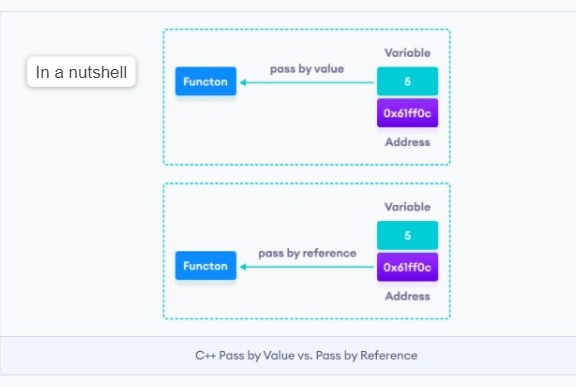 In a nutshell
Variable
pass by value
5
Functon
0x61ff0c
Address
Variable
5
pass by reference
Functon
0x61ff0c
Address
C++ Pass by Value vs. Pass by Reference